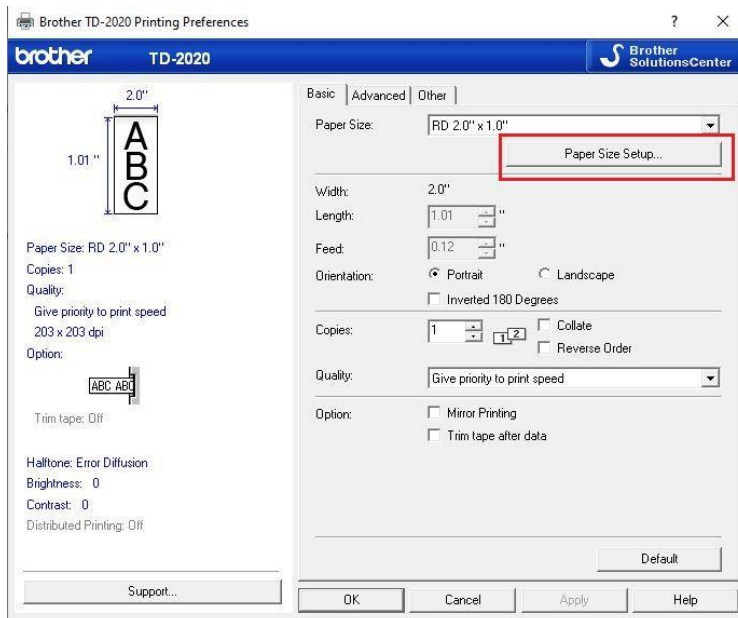 Brother TD-2020 Printing Preferences
? X
brother TD-2020
Brother
SolutionsCenter
2.0"
1.01 "
A
B
C
Paper Size: RD 2.0" x 1.0"
Copies: 1
Quality:
Give priority to print speed
203 x 203 dpi
Option:
ABC ABC
Trim tape: Off
Halftone: Error Diffusion
Brightness: 0
Contrast: 0
Distributed Printing: Off
Support...
Basic Advanced Other
Paper Size: RD 2.0" x 1.0"
Paper Size Setup...
Width: 2.0"
Length: 1.01 "
Feed: 0.12 "
Orientation: Portrait Landscape
Inverted 180 Degrees
Copies: 1 1 2 Collate
Reverse Order
Quality: Give priority to print speed
Option: Mirror Printing
Trim tape after data
Default
OK Cancel Apply Help